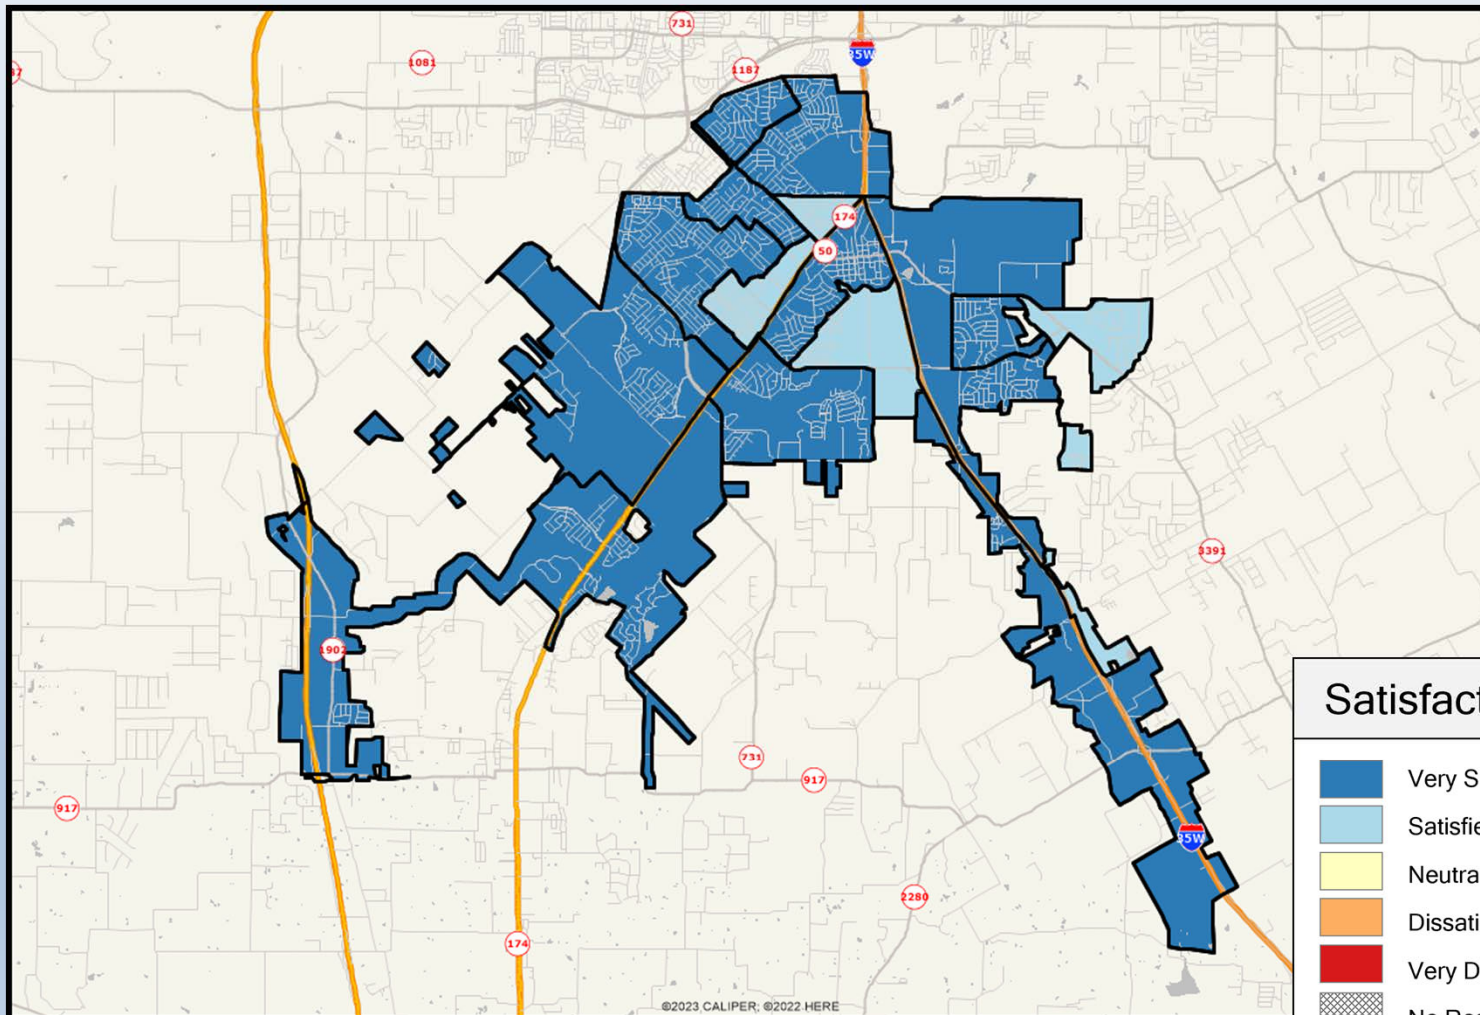 731
35W
1081
1187
174
50
3391
1902
Satisfact
Very S
Satisfie
Neutra
Dissati
Very D
731
917
917
35W
2280
174
©2023 CALIPER; ©2022 HERE